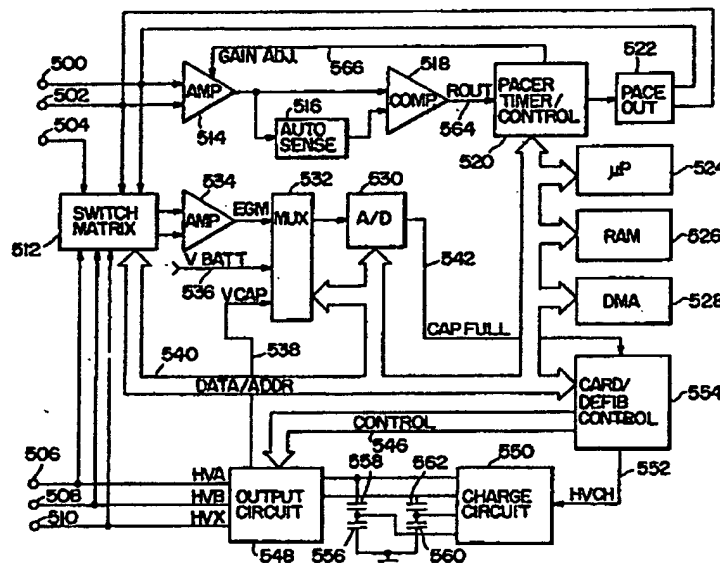 500
502
504
GAIN ADJ.
566
AMP
514
516
AUTO
SENSE
518
COMP
ROUT
564
PACER
TIMER/
CONTROL
520
522
PACE
OUT
524
μP
526
RAM
528
DMA
SWITCH
MATRIX
512
534
AMP
EGM
V BATT
536
VCAP
532
MUX
630
A/D
542
CAP FULL
538
540
DATA/ADDR
CARD/
DEFIB
CONTROL
554
CONTROL
546
552
HVCH
506
508
510
HVA
HVB
HVX
OUTPUT
CIRCUIT
548
558
562
556
560
550
CHARGE
CIRCUIT